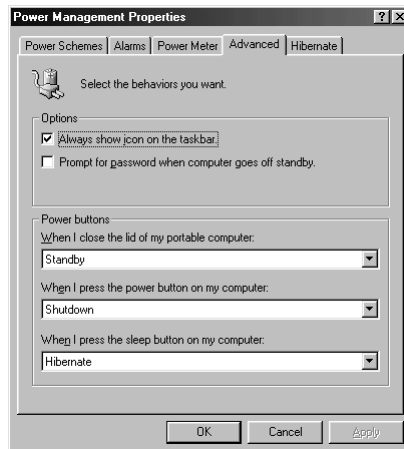 Power Management Properties
Power Schemes Alarms Power Meter Advanced Hibernate
Select the behaviors you want.
Options
Always show icon on the taskbar.
Prompt for password when computer goes off standby.
Power buttons
When I close the lid of my portable computer:
Standby
When I press the power button on my computer:
Shutdown
When I press the sleep button on my computer:
Hibernate
OK Cancel Apply